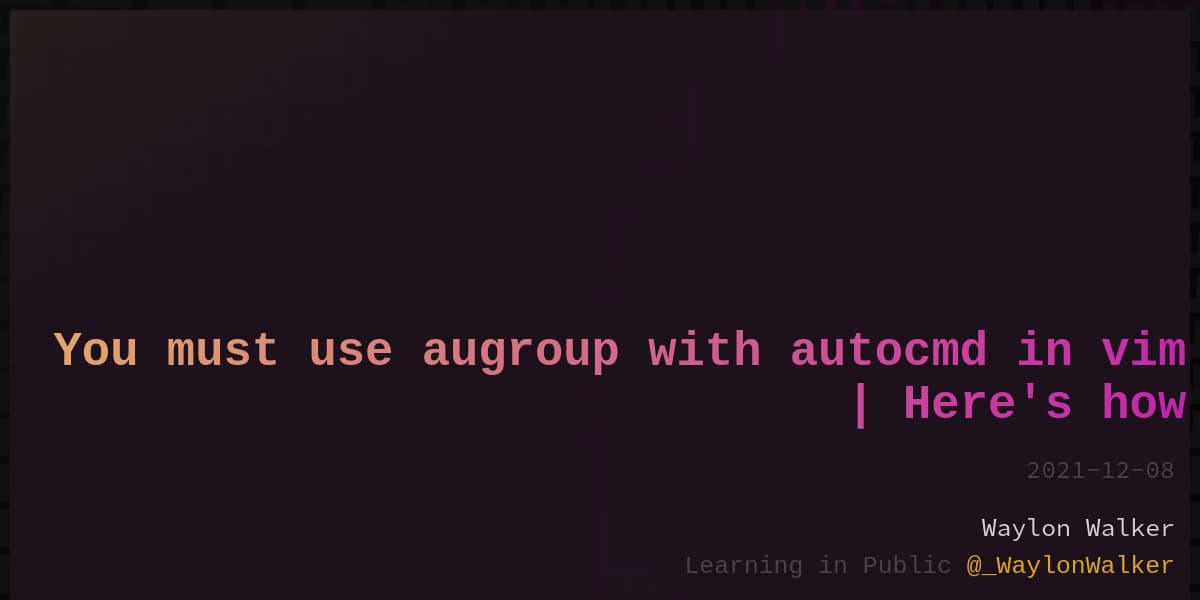 You must use augroup with autocmd in vim
| Here's how
2021-12-08
Waylon Walker
Learning in Public @_WaylonWalker